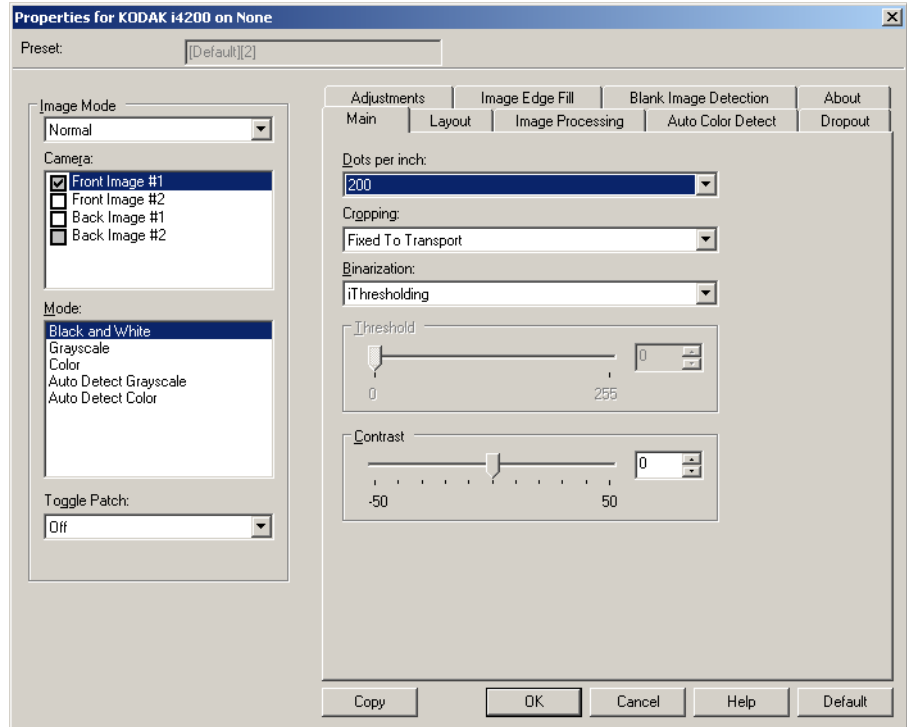 Properties for KODAK i4200 on None
Preset:
[Default][2]
Image Mode
Normal
Camera:
Front Image #1
Front Image #2
Back Image #1
Back Image #2
Mode:
Black and White
Grayscale
Color
Auto Detect Grayscale
Auto Detect Color
Toggle Patch:
Off
Adjustments Image Edge Fill Blank Image Detection About
Main Layout Image Processing Auto Color Detect Dropout
Dots per inch:
200
Cropping:
Fixed To Transport
Binarization:
iThresholding
Threshold
0
0 255
Contrast
0
-50 50
Copy OK Cancel Help Default